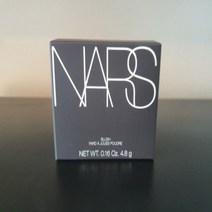 NARS
BLUSH
FARD À JOUES POUDRE
NET WT. 0.16 Oz. 4.8 g